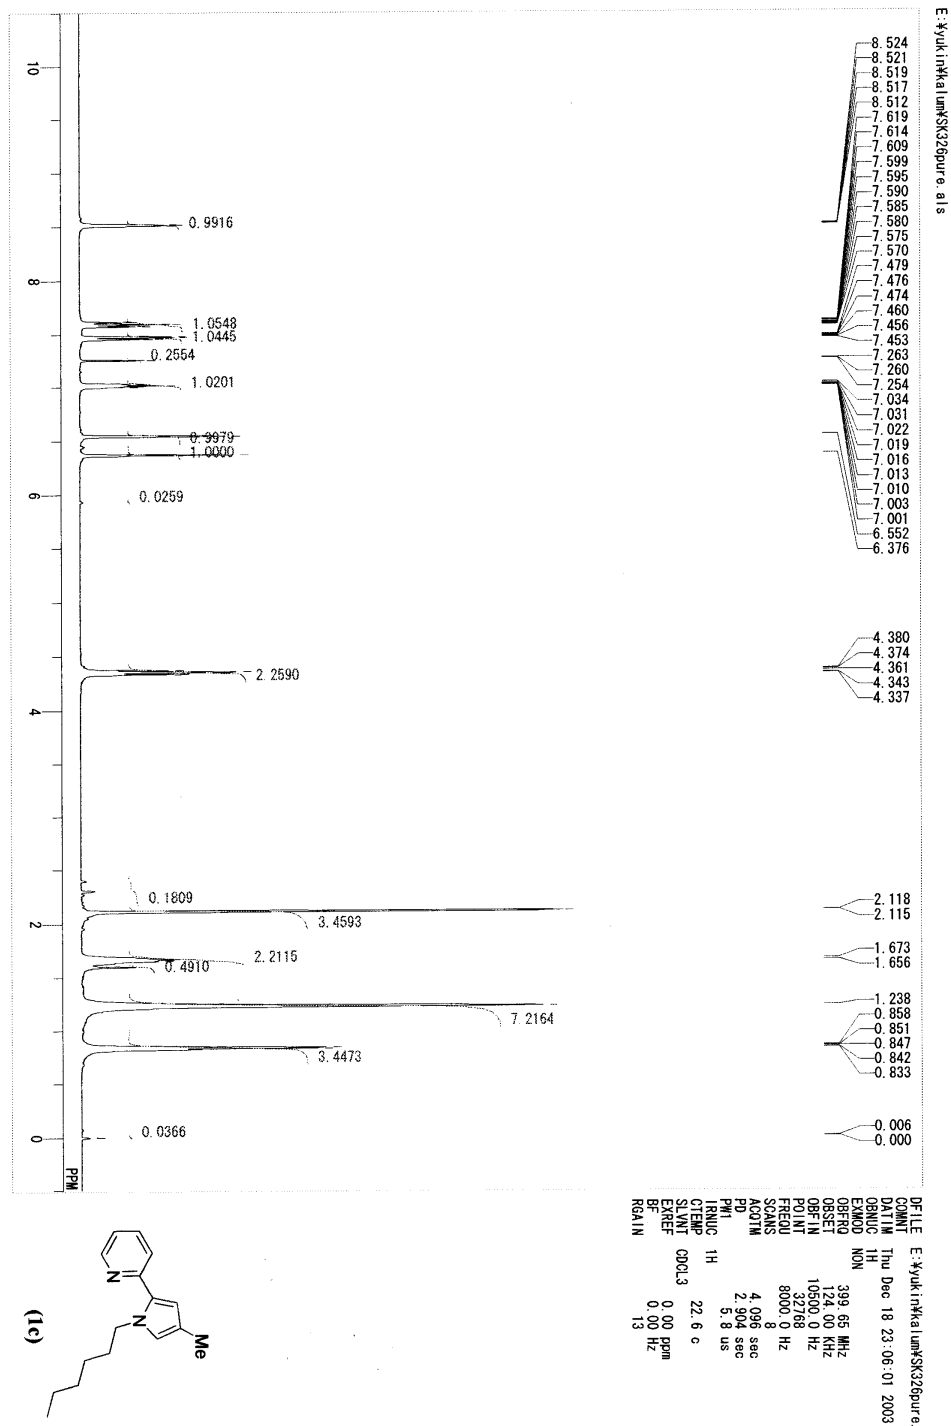 E:¥yukin¥kalum¥SK326pure.als
8.524
8.521
8.519
8.517
8.512
7.619
7.614
7.609
7.599
7.595
7.590
7.585
7.580
7.575
7.570
7.479
7.476
7.474
7.460
7.456
7.453
7.263
7.260
7.254
7.034
7.031
7.022
7.019
7.016
7.013
7.010
7.003
7.001
6.552
6.376
4.380
4.374
4.361
4.343
4.337
2.118
2.115
1.673
1.656
1.238
0.858
0.851
0.847
0.842
0.833
0.006
0.000
0.9916
1.0548
1.0445
0.2554
1.0201
0.9979
1.0000
0.0259
2.2590
0.1809
3.4593
2.2115
0.4910
7.2164
3.4473
0.0366
10
8
6
4
2
0
PPM
DFILE E:¥yukin¥kalum¥SK326pure.
COMNT
DATIM Thu Dec 18 23:06:01 2003
OBNUC 1H
EXMOD NON
OBFRQ 399.65 MHz
OBSET 124.00 KHz
OBFIN 10500.0 Hz
POINT 32768
FREQU 8000.0 Hz
SCANS 8
ACQTM 4.096 sec
PD 2.904 sec
PW1 5.8 us
IRNUC 1H
CTEMP 22.6 c
SLVNT CDCL3
EXREF 0.00 ppm
BF 0.00 Hz
RGAIN 13
N
N
Me
(1c)